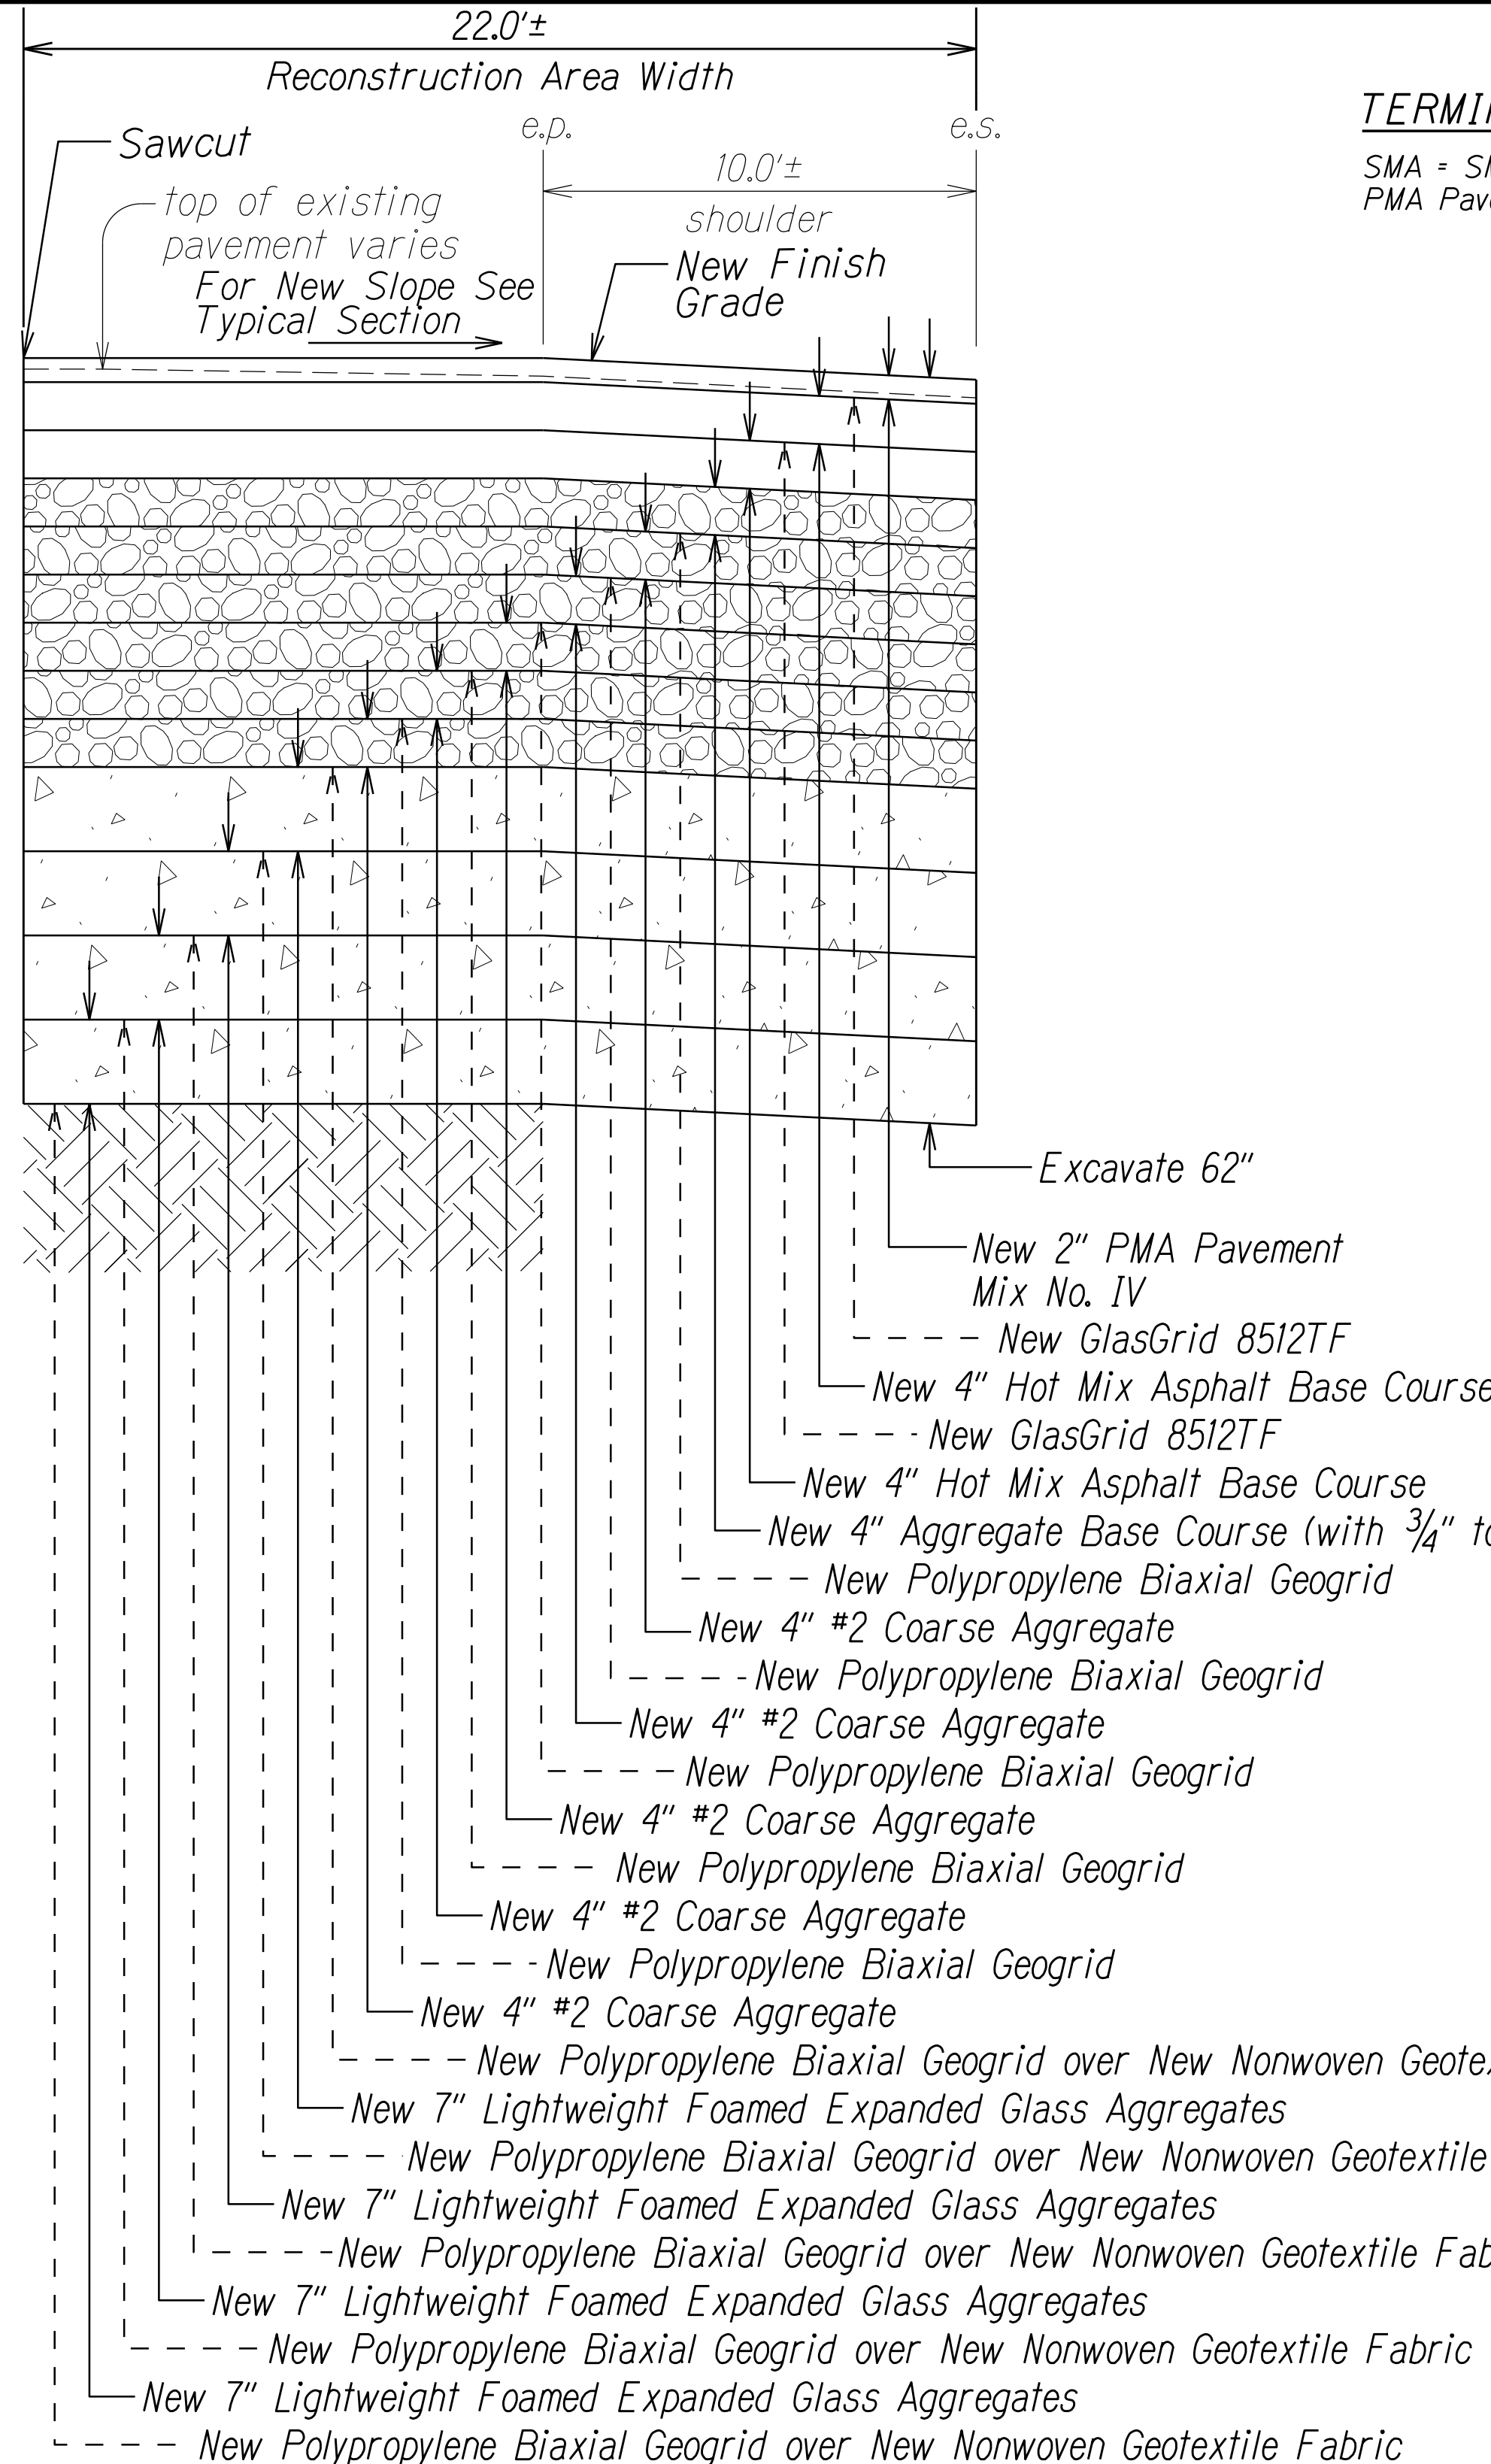 22.0'±
Reconstruction Area Width
TERMI
e.p.
e.s.
Sawcut
SMA =
PMA
10.0'±
top of existing
shoulder
pavement varies
New Finish
Grade
For New Slope See
Typical Section
Excavate 62"
New 2" PMA Pavement
Mix No. IV
New GlasGrid 8512TF
New 4" Hot Mix Asphalt Base Course
New GlasGrid 8512TF
New 4" Hot Mix Asphalt Base Course
New 4" Aggregate Base Course (with ¾"
New Polypropylene Biaxial Geogrid
New 4" #2 Coarse Aggregate
New Polypropylene Biaxial Geogrid
New 4" #2 Coarse Aggregate
New Polypropylene Biaxial Geogrid
New 4" #2 Coarse Aggregate
New Polypropylene Biaxial Geogrid
New 4" #2 Coarse Aggregate
New Polypropylene Biaxial Geogrid
New 4" #2 Coarse Aggregate
New Polypropylene Biaxial Geogrid over New Nonwoven Geote
New 7" Lightweight Foamed Expanded Glass Aggregates
New Polypropylene Biaxial Geogrid over New Nonwoven Geotextile
New 7" Lightweight Foamed Expanded Glass Aggregates
New Polypropylene Biaxial Geogrid over New Nonwoven Geotextile Fab
New 7" Lightweight Foamed Expanded Glass Aggregates
New Polypropylene Biaxial Geogrid over New Nonwoven Geotextile Fabric
New 7" Lightweight Foamed Expanded Glass Aggregates
New Polypropylene Biaxial Geogrid over New Nonwoven Geotextile Fabric